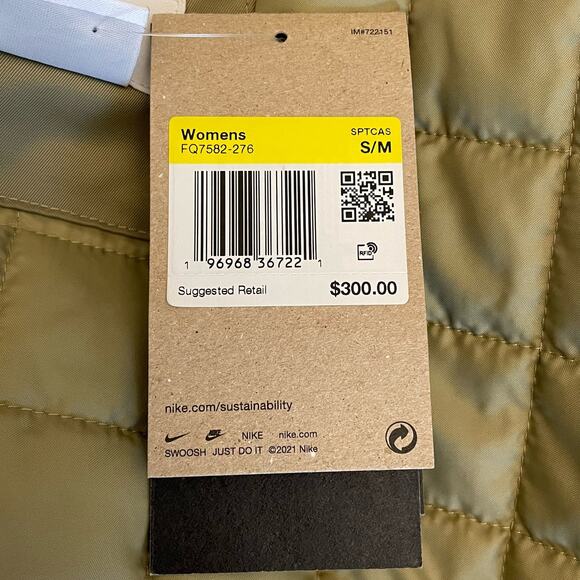 IM#722151
Womens SPTCAS
FQ7582-276 S/M
RFID
1 96968 36722 1
Suggested Retail $300.00
nike.com/sustainability
NIKE nike.com
SWOOSH JUST DO IT ©2021 Nike